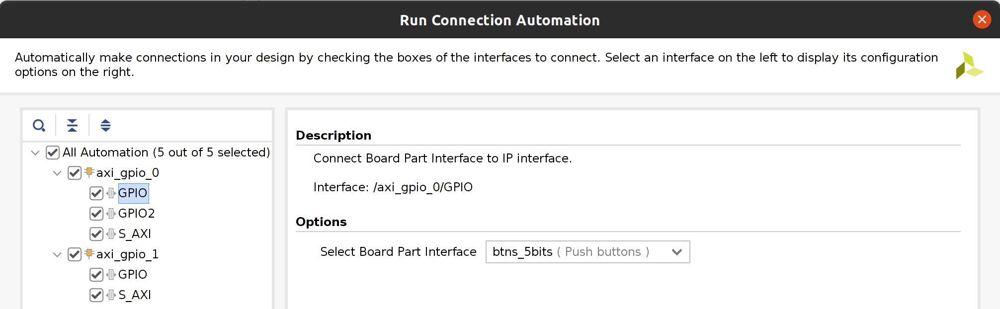 Run Connection Automation
Automatically make connections in your design by checking the boxes of the interfaces to connect. Select an interface on the left to display its configuration
options on the right.
All Automation (5 out of 5 selected)
axi_gpio_0
GPIO
GPIO2
S_AXI
axi_gpio_1
GPIO
S_AXI
Description
Connect Board Part Interface to IP interface.
Interface: /axi_gpio_0/GPIO
Options
Select Board Part Interface btns_5bits ( Push buttons )